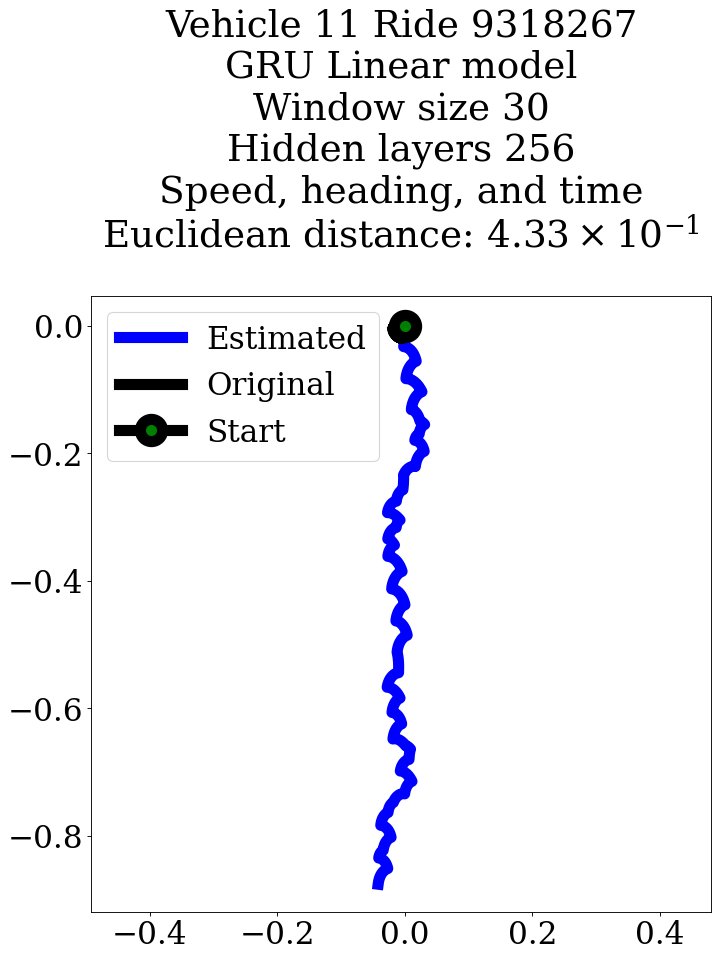 Vehicle 11 Ride 9318267
GRU Linear model
Window size 30
Hidden layers 256
Speed, heading, and time
Euclidean distance: 4.33 × 10⁻¹
Estimated
Original
Start
0.0
−0.2
−0.4
−0.6
−0.8
−0.4 −0.2 0.0 0.2 0.4